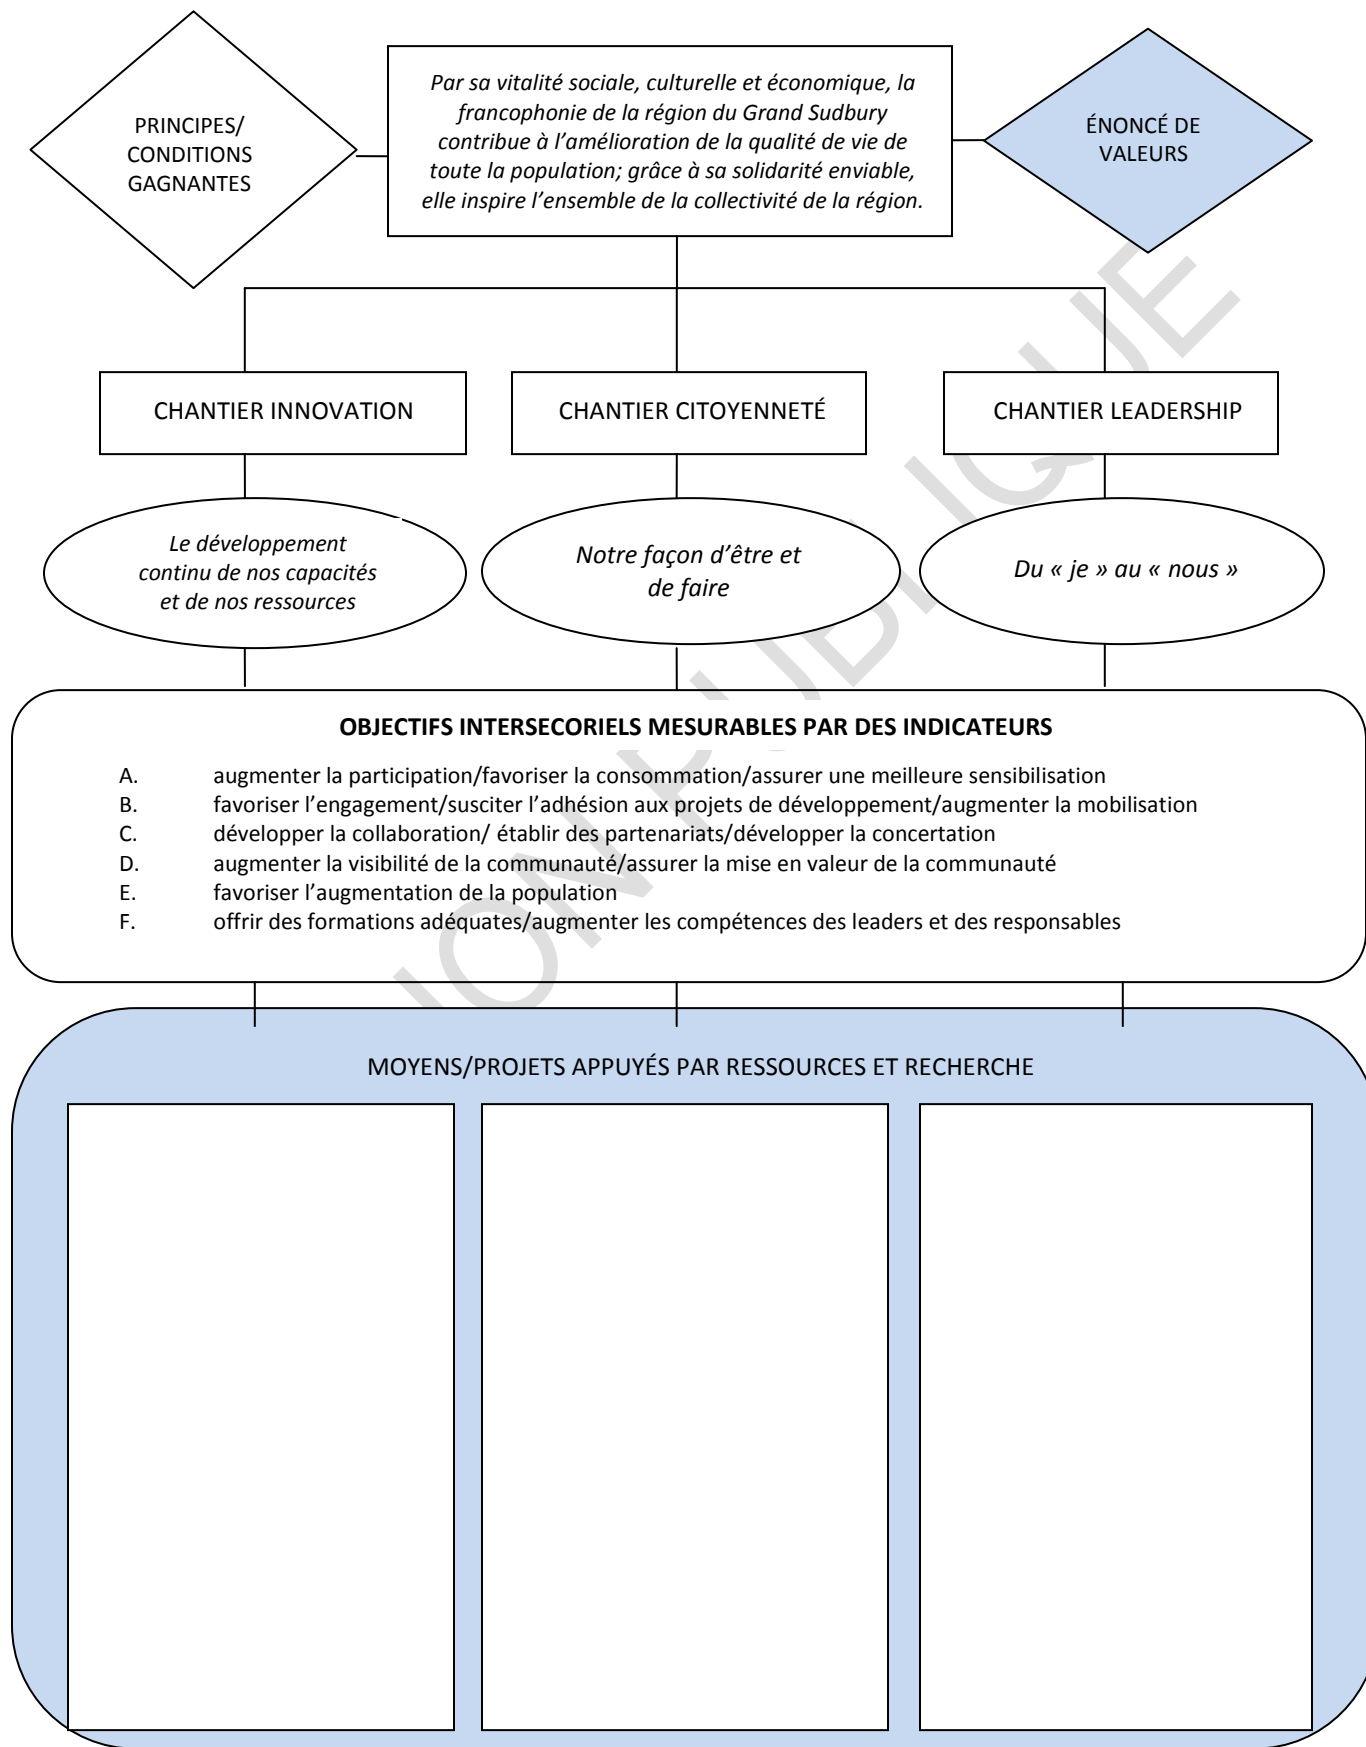 PRINCIPES/
CONDITIONS
GAGNANTES
Par sa vitalité sociale, culturelle et économique, la
francophonie de la région du Grand Sudbury
contribue à l’amélioration de la qualité de vie de
toute la population; grâce à sa solidarité enviable,
elle inspire l’ensemble de la collectivité de la région.
ÉNONCÉ DE
VALEURS
CHANTIER INNOVATION
CHANTIER CITOYENNETÉ
CHANTIER LEADERSHIP
Le développement
continu de nos capacités
et de nos ressources
Notre façon d’être et
de faire
Du « je » au « nous »
OBJECTIFS INTERSECORIELS MESURABLES PAR DES INDICATEURS
A. augmenter la participation/favoriser la consommation/assurer une meilleure sensibilisation
B. favoriser l’engagement/susciter l’adhésion aux projets de développement/augmenter la mobilisation
C. développer la collaboration/ établir des partenariats/développer la concertation
D. augmenter la visibilité de la communauté/assurer la mise en valeur de la communauté
E. favoriser l’augmentation de la population
F. offrir des formations adéquates/augmenter les compétences des leaders et des responsables
MOYENS/PROJETS APPUYÉS PAR RESSOURCES ET RECHERCHE